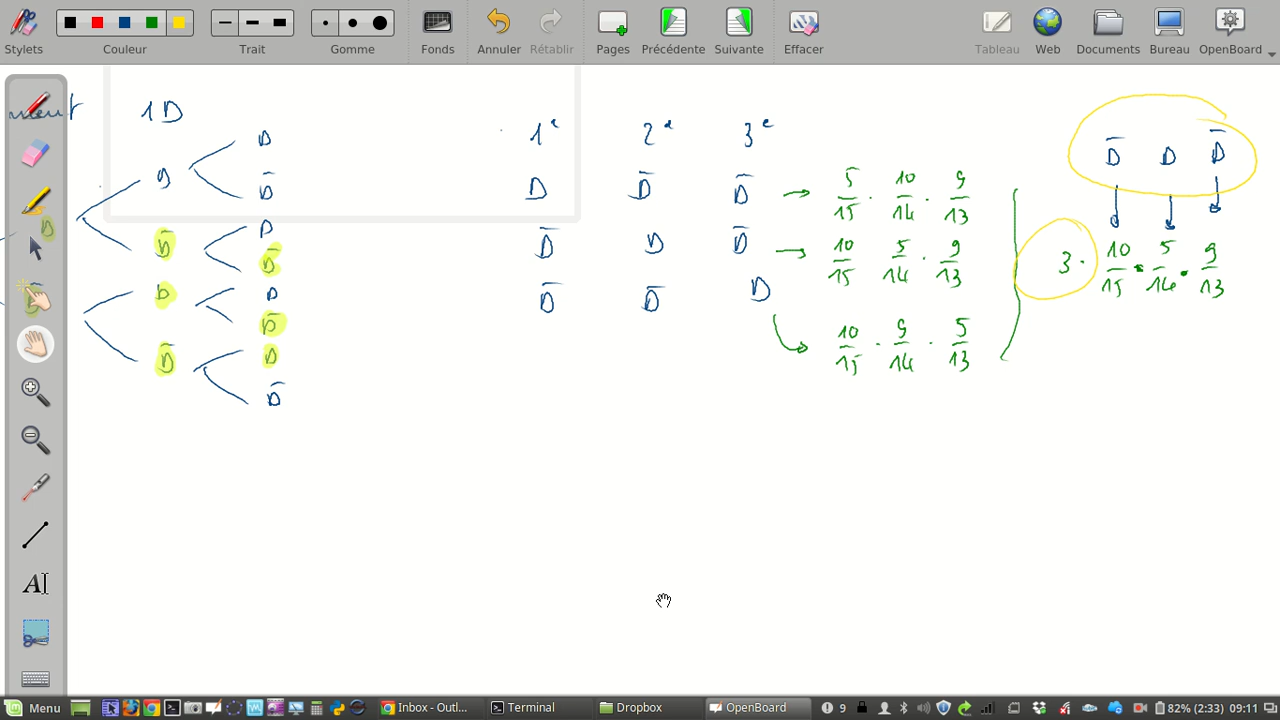 Stylets Couleur Trait Gomme Fonds Annuler Rétablir Pages Précédente Suivante Effacer Tableau Web Documents Bureau OpenBoard
1D
1e 2e 3e
D D̄ D̄ → 5/15 · 10/14 · 9/13
D̄ D D̄ → 10/15 5/14 · 9/13
D̄ D̄ D → 10/15 · 9/14 · 5/13
D̄ D D̄
3 · 10/15 · 5/14 · 9/13
D
D̄
D̄
D
D̄
D
D
D̄
D̄
D
D̄
D
Menu Inbox - Outl... Terminal Dropbox OpenBoard 9 82% (2:33) 09:11